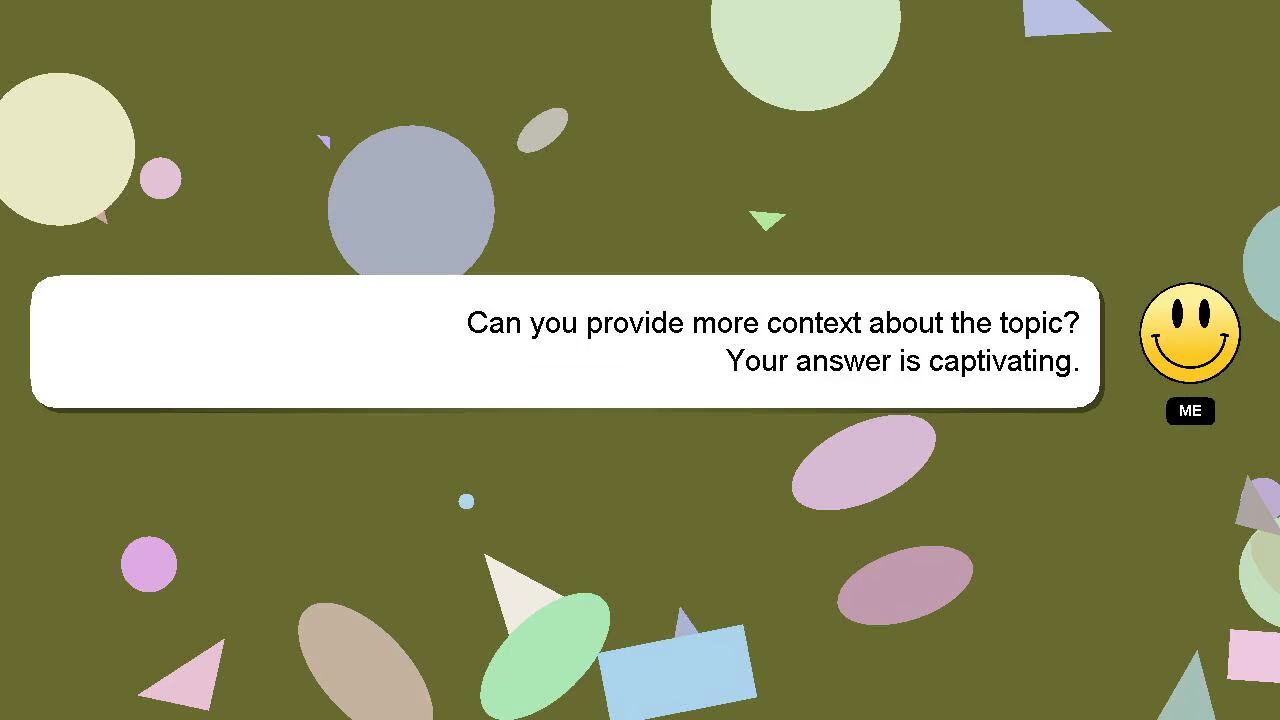 Can you provide more context about the topic?
Your answer is captivating.
ME